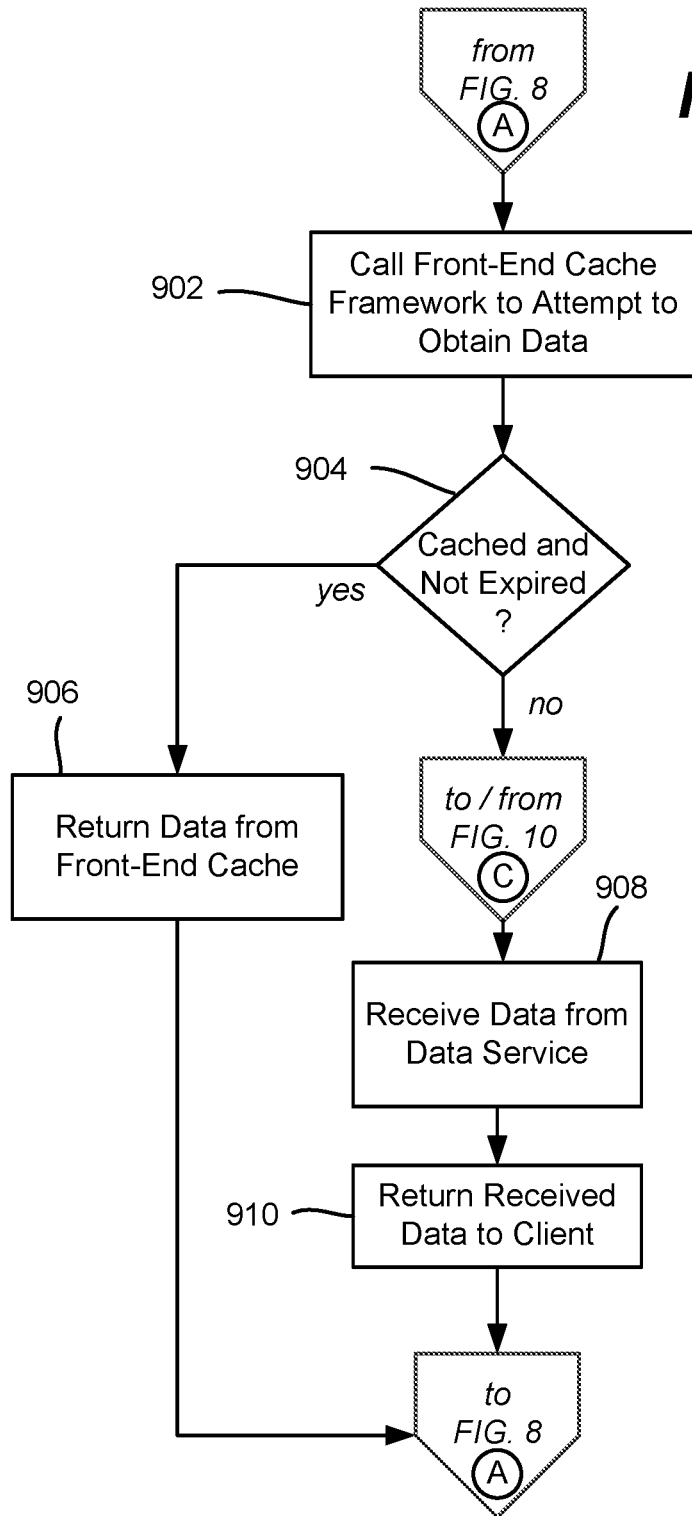 from
FIG. 8
A
902
Call Front-End Cache
Framework to Attempt to
Obtain Data
904
Cached and
Not Expired
?
yes
no
906
Return Data from
Front-End Cache
to / from
FIG. 10
C
908
Receive Data from
Data Service
910
Return Received
Data to Client
to
FIG. 8
A